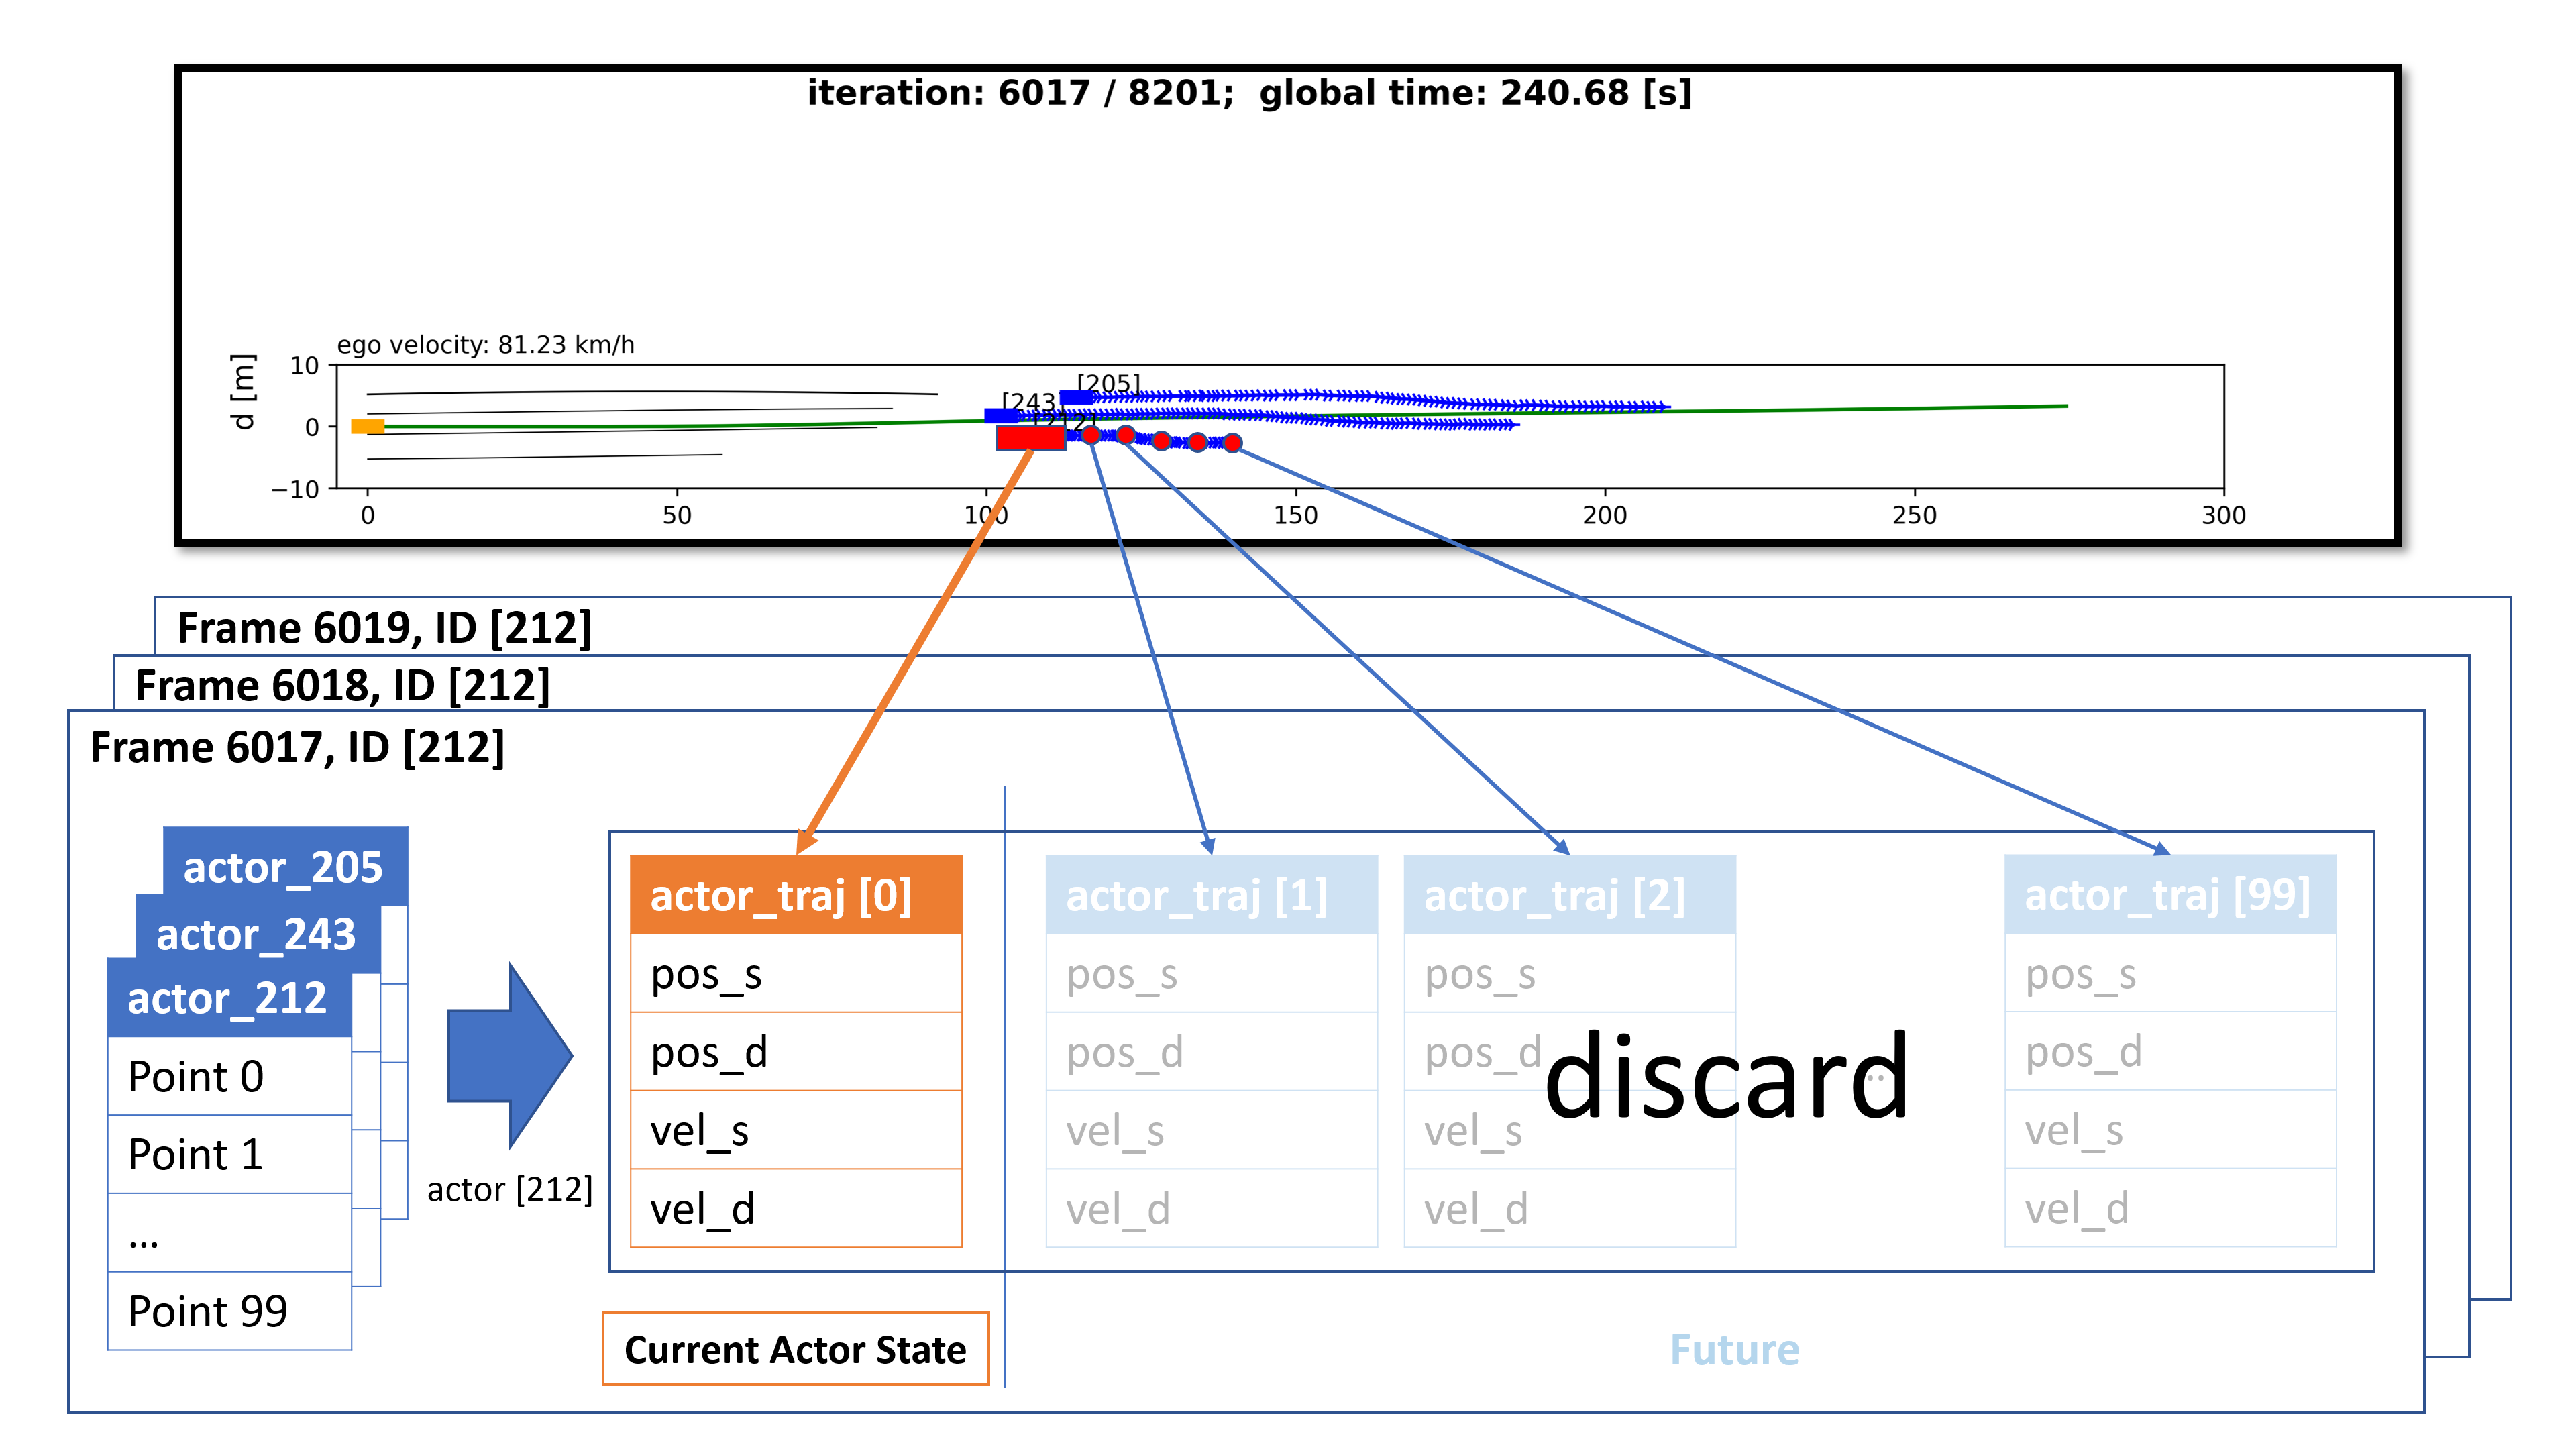 iteration: 6017 / 8201;  global time: 240.68 [s]
ego velocity: 81.23 km/h
d [m]
10
0
−10
[205]
[243]
[212]
0
50
100
150
200
250
300
Frame 6019, ID [212]
Frame 6018, ID [212]
Frame 6017, ID [212]
actor_205
actor_243
actor_212
Point 0
Point 1
...
Point 99
actor [212]
actor_traj [0]
pos_s
pos_d
vel_s
vel_d
actor_traj [1]
pos_s
pos_d
vel_s
vel_d
actor_traj [2]
pos_s
pos_d
vel_s
vel_d
...
discard
actor_traj [99]
pos_s
pos_d
vel_s
vel_d
Current Actor State
Future